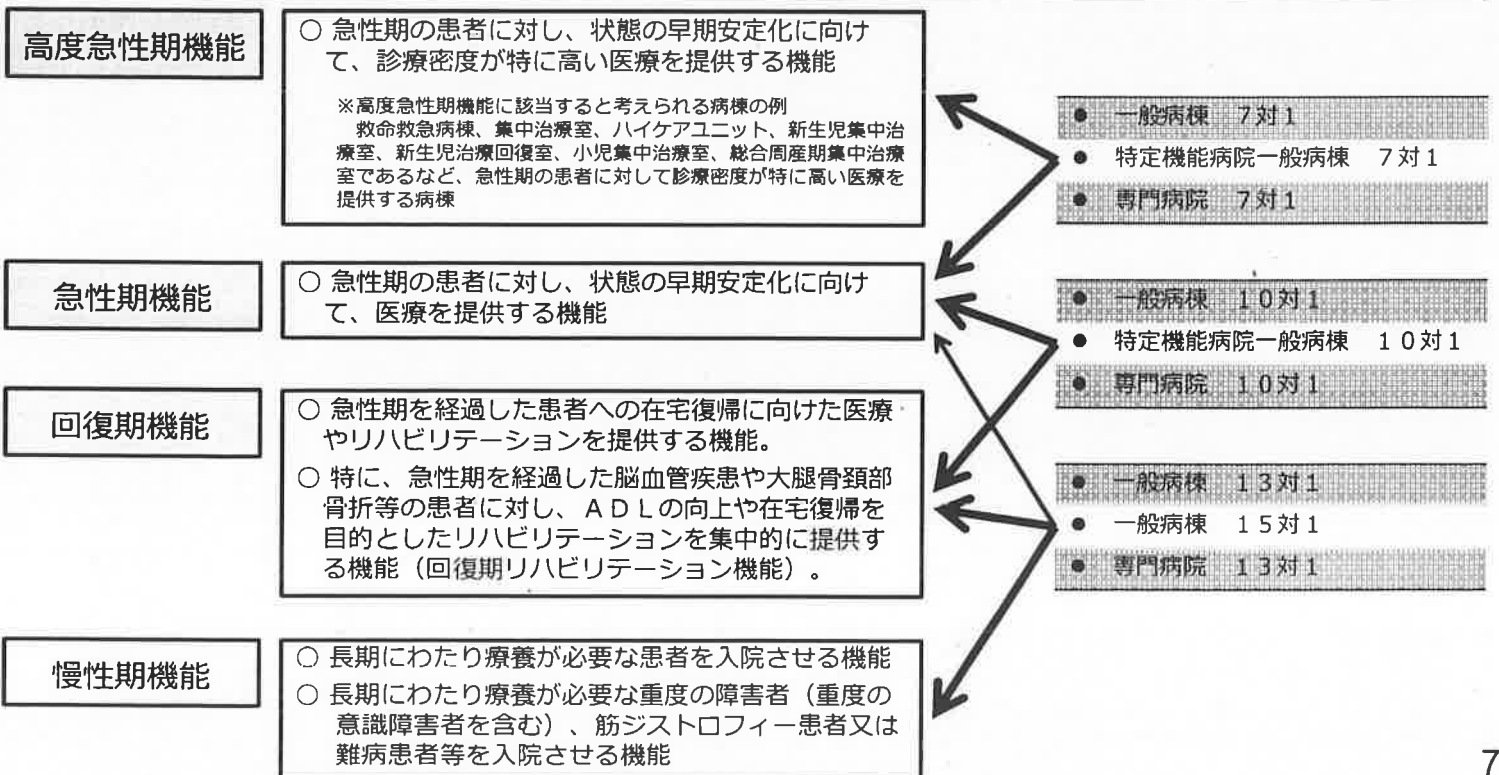 高度急性期機能
○ 急性期の患者に対し、状態の早期安定化に向け
て、診療密度が特に高い医療を提供する機能
※高度急性期機能に該当すると考えられる病棟の例
救命救急病棟、集中治療室、ハイケアユニット、新生児集中治
療室、新生児治療回復室、小児集中治療室、総合周産期集中治療
室であるなど、急性期の患者に対して診療密度が特に高い医療を
提供する病棟
● 一般病棟 7対1
● 特定機能病院一般病棟 7対1
● 専門病院 7対1
急性期機能
○ 急性期の患者に対し、状態の早期安定化に向け
て、医療を提供する機能
● 一般病棟 10対1
● 特定機能病院一般病棟 10対1
● 専門病院 10対1
回復期機能
○ 急性期を経過した患者への在宅復帰に向けた医療
やリハビリテーションを提供する機能。
○ 特に、急性期を経過した脳血管疾患や大腿骨頚部
骨折等の患者に対し、ADLの向上や在宅復帰を
目的としたリハビリテーションを集中的に提供す
る機能（回復期リハビリテーション機能）。
● 一般病棟 13対1
● 一般病棟 15対1
● 専門病院 13対1
慢性期機能
○ 長期にわたり療養が必要な患者を入院させる機能
○ 長期にわたり療養が必要な重度の障害者（重度の
意識障害者を含む）、筋ジストロフィー患者又は
難病患者等を入院させる機能
7